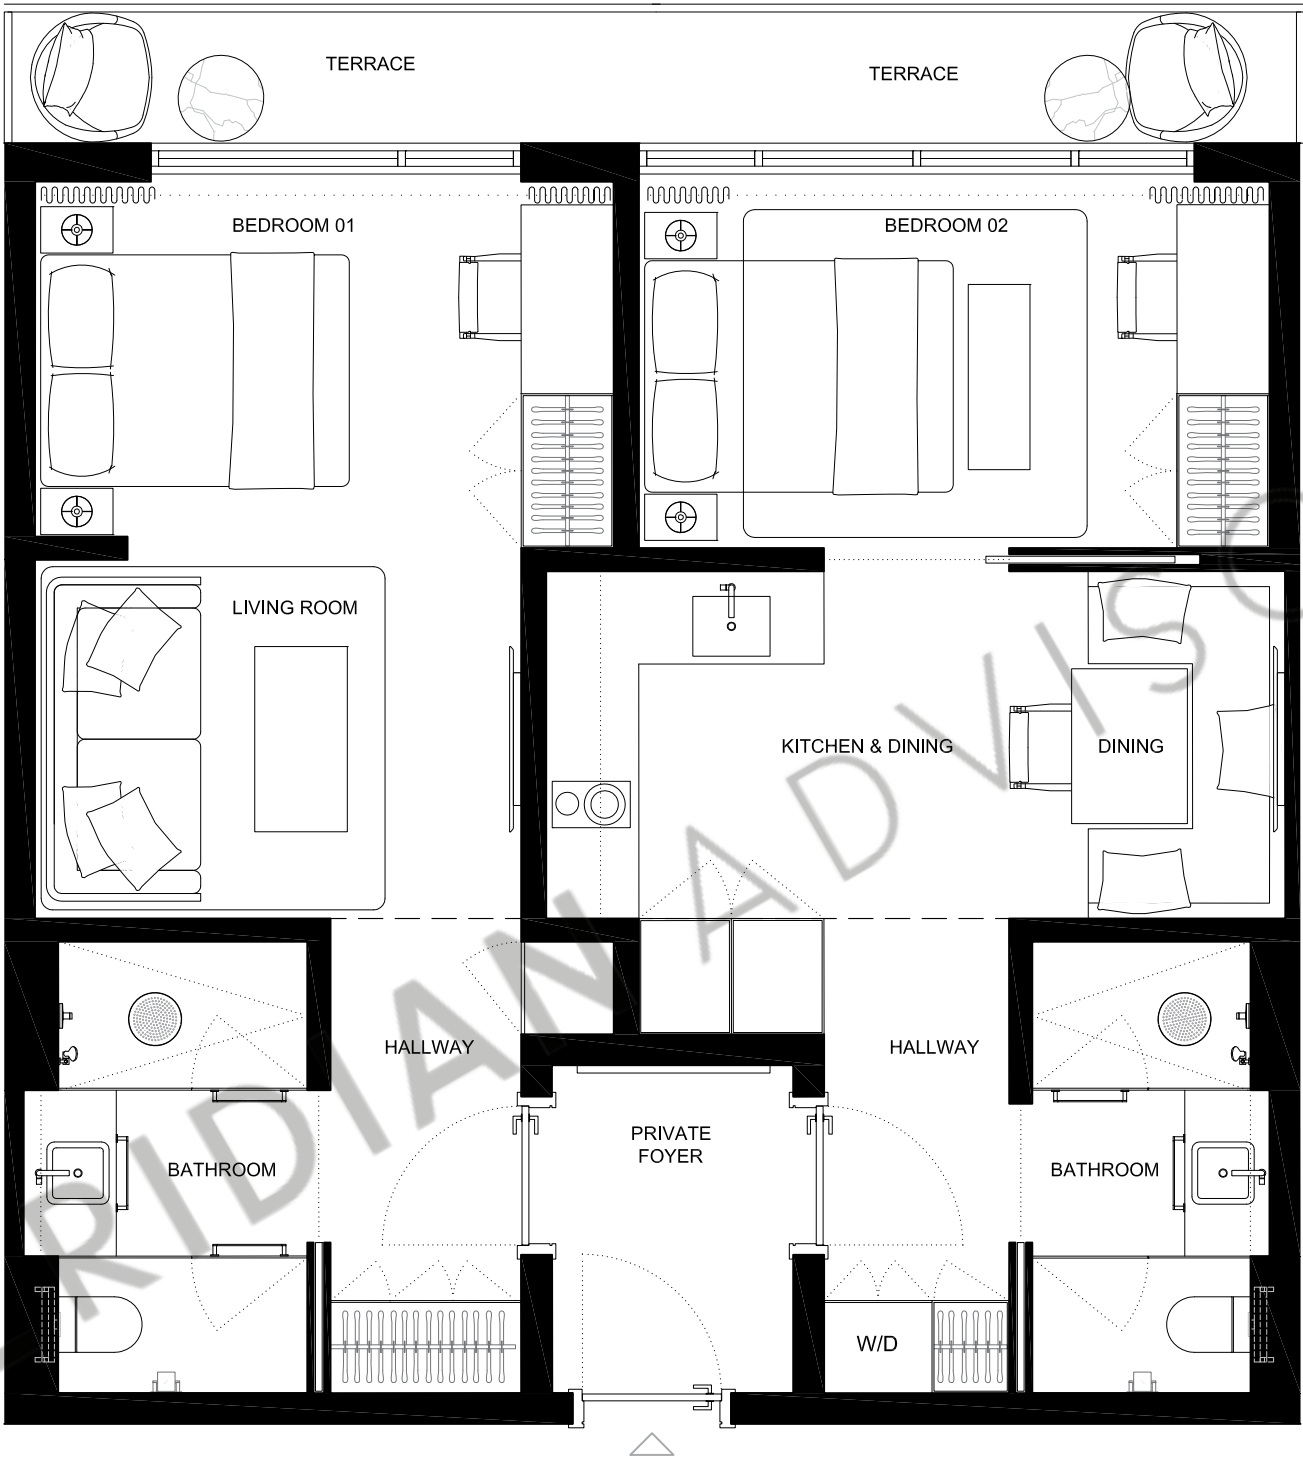 TERRACE
TERRACE
BEDROOM 01
BEDROOM 02
LIVING ROOM
KITCHEN & DINING
DINING
HALLWAY
HALLWAY
PRIVATE
FOYER
BATHROOM
BATHROOM
W/D
RIDIAN ADVISO